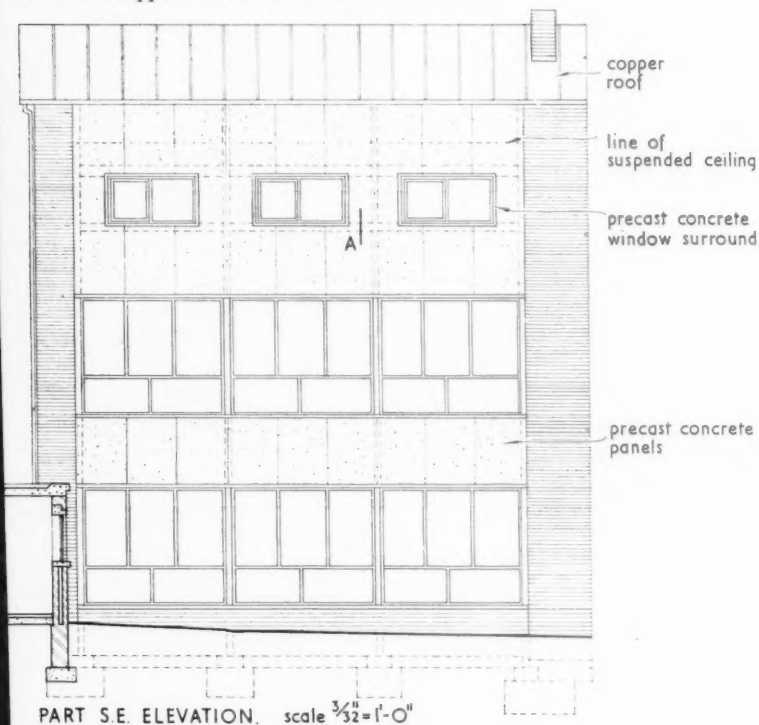 copper
roof
line of
suspended ceiling
precast concrete
window surround
A
precast concrete
panels
PART S.E. ELEVATION. scale 3/32"=1'-0"